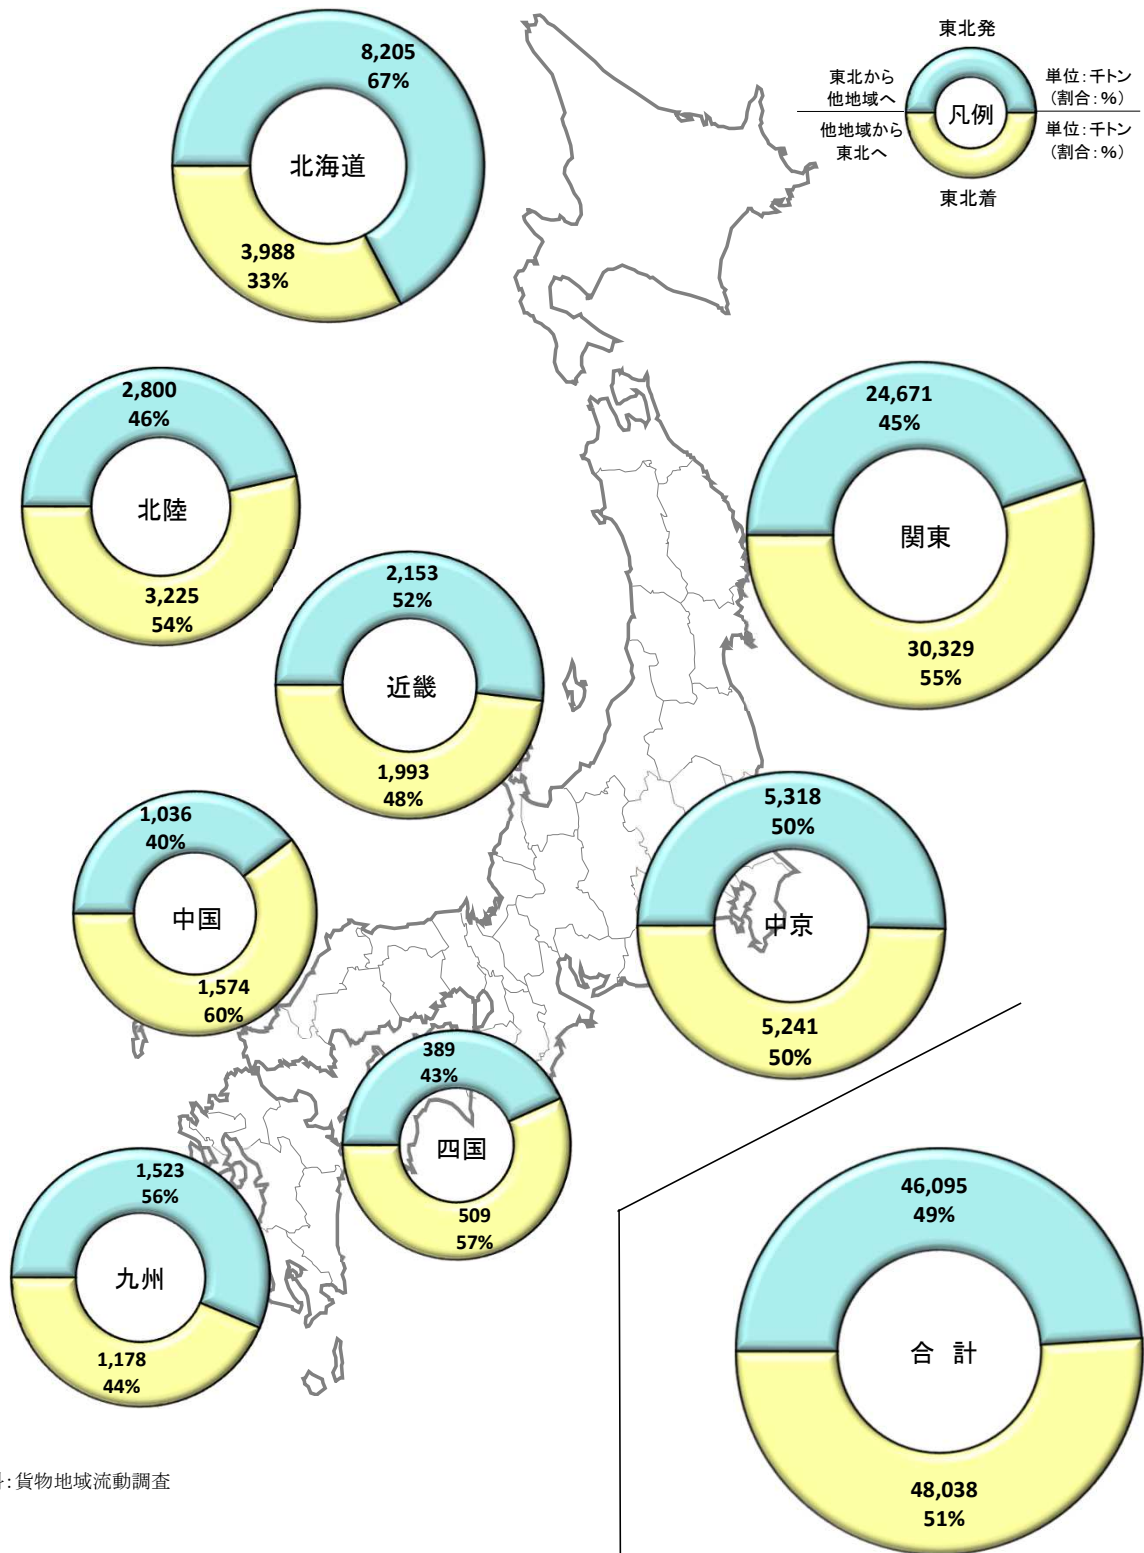 東北発
東北から
他地域へ
単位：千トン
（割合：％）
凡例
他地域から
東北へ
単位：千トン
（割合：％）
東北着
8,205
67%
北海道
3,988
33%
2,800
46%
北陸
3,225
54%
24,671
45%
関東
30,329
55%
2,153
52%
近畿
1,993
48%
1,036
40%
中国
1,574
60%
5,318
50%
中京
5,241
50%
389
43%
四国
509
57%
1,523
56%
九州
1,178
44%
46,095
49%
合 計
48,038
51%
：貨物地域流動調査